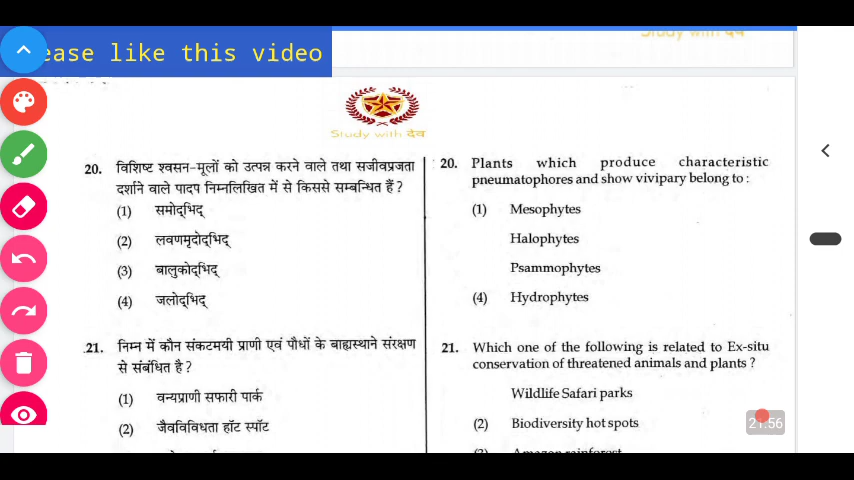 ease like this video
Study with देव
Study with देव
20. विशिष्ट श्वसन-मूलों को उत्पन्न करने वाले तथा सजीवप्रजता
दर्शाने वाले पादप निम्नलिखित में से किससे सम्बन्धित हैं ?
(1) समोद्भिद्
(2) लवणमृदोद्भिद्
(3) बालुकोद्भिद्
(4) जलोद्भिद्
21. निम्न में कौन संकटमयी प्राणी एवं पौधों के बाह्यस्थाने संरक्षण
से संबंधित है ?
(1) वन्यप्राणी सफारी पार्क
(2) जैवविविधता हॉट स्पॉट
20. Plants which produce characteristic
pneumatophores and show vivipary belong to :
(1) Mesophytes
Halophytes
Psammophytes
(4) Hydrophytes
21. Which one of the following is related to Ex-situ
conservation of threatened animals and plants ?
Wildlife Safari parks
(2) Biodiversity hot spots
Amazon rainforest
21:56